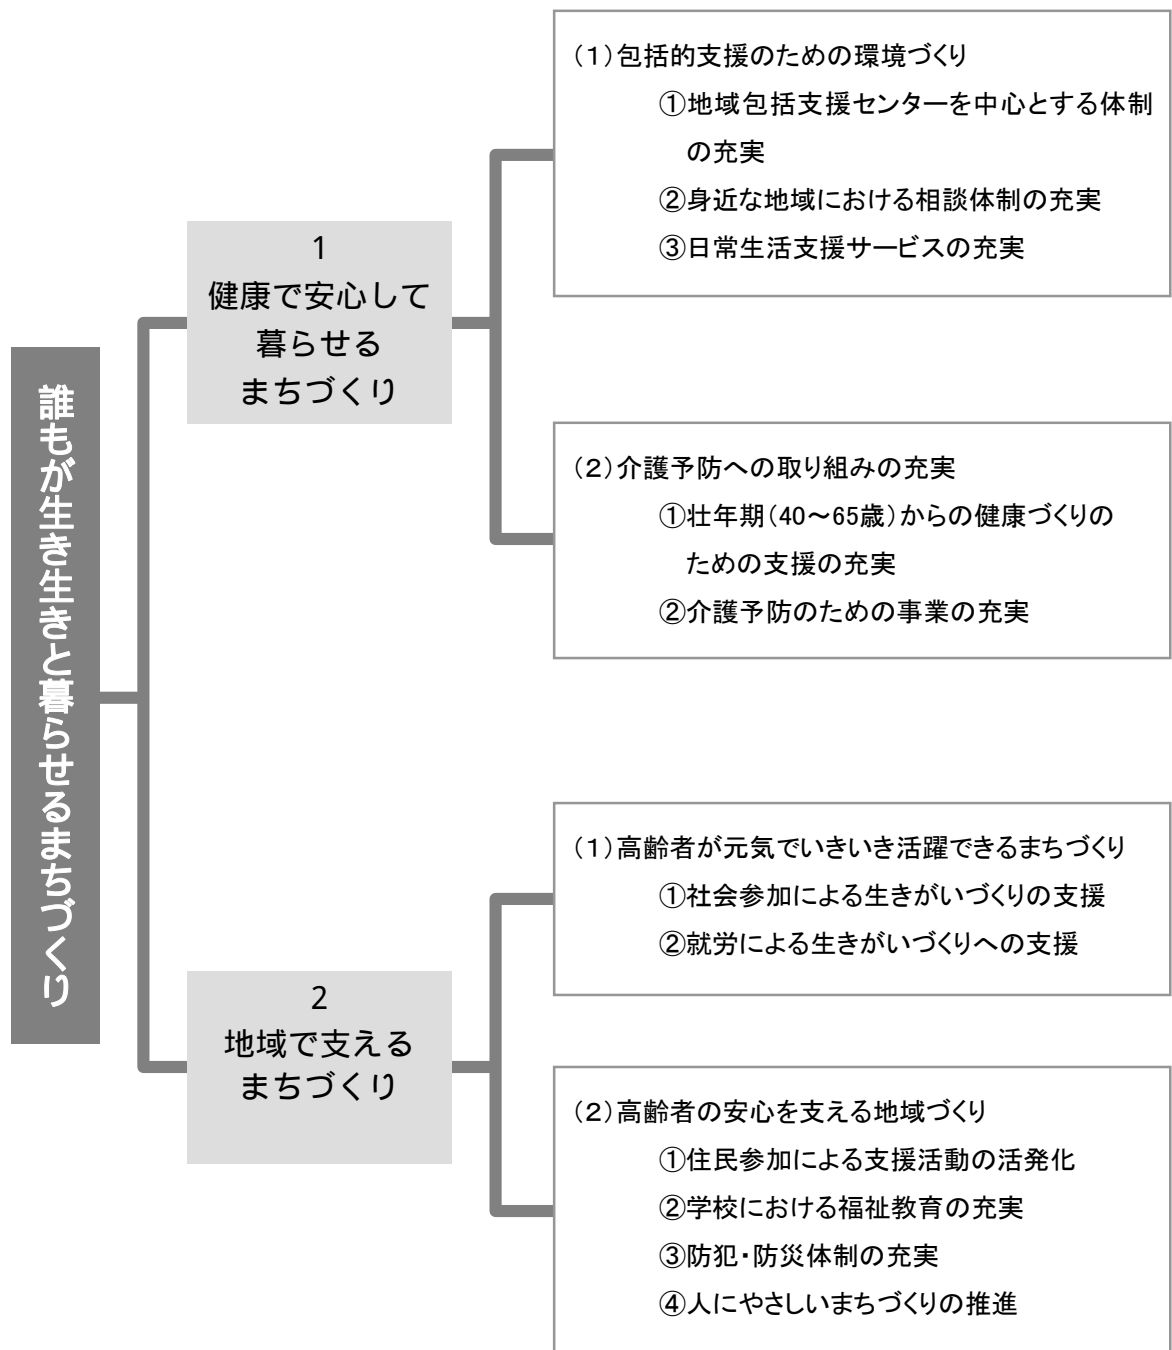 誰もが生き生きと暮らせるまちづくり
1
健康で安心して
暮らせる
まちづくり
（１）包括的支援のための環境づくり
①地域包括支援センターを中心とする体制
の充実
②身近な地域における相談体制の充実
③日常生活支援サービスの充実
（２）介護予防への取り組みの充実
①壮年期（40～65歳）からの健康づくりの
ための支援の充実
②介護予防のための事業の充実
2
地域で支える
まちづくり
（１）高齢者が元気でいきいき活躍できるまちづくり
①社会参加による生きがいづくりの支援
②就労による生きがいづくりへの支援
（２）高齢者の安心を支える地域づくり
①住民参加による支援活動の活発化
②学校における福祉教育の充実
③防犯・防災体制の充実
④人にやさしいまちづくりの推進